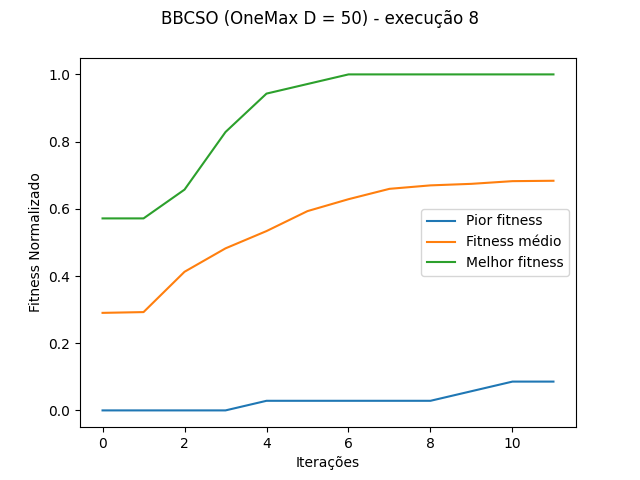 BBCSO (OneMax D = 50) - execução 8
Fitness Normalizado
1.0
0.8
0.6
0.4
0.2
0.0
Pior fitness
Fitness médio
Melhor fitness
0 2 4 6 8 10
Iterações